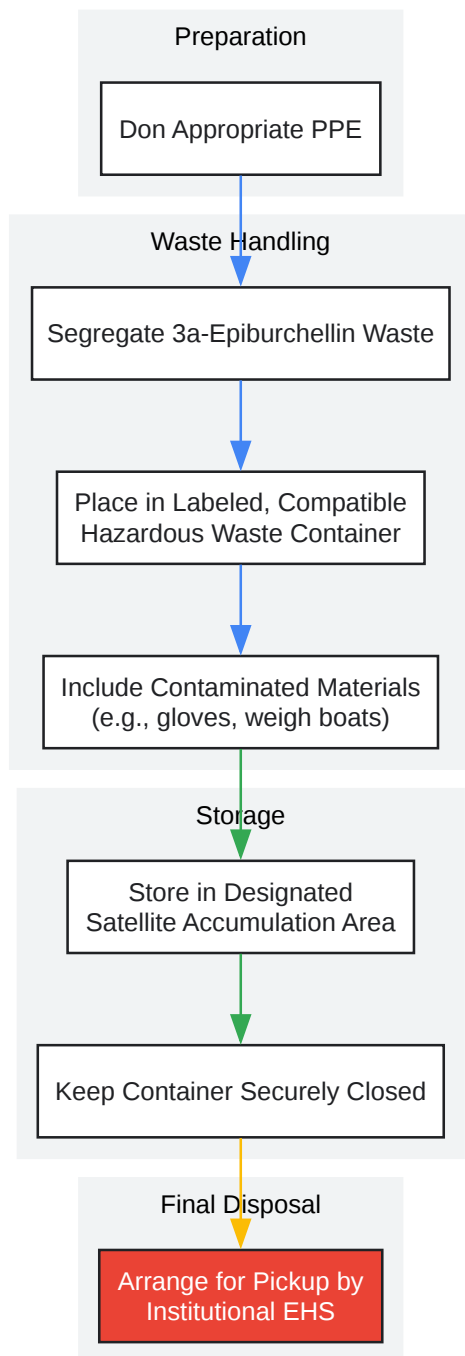 Preparation
Don Appropriate PPE
Waste Handling
Segregate 3a-Epiburchellin Waste
Place in Labeled, Compatible
Hazardous Waste Container
Include Contaminated Materials
(e.g., gloves, weigh boats)
Storage
Store in Designated
Satellite Accumulation Area
Keep Container Securely Closed
Final Disposal
Arrange for Pickup by
Institutional EHS